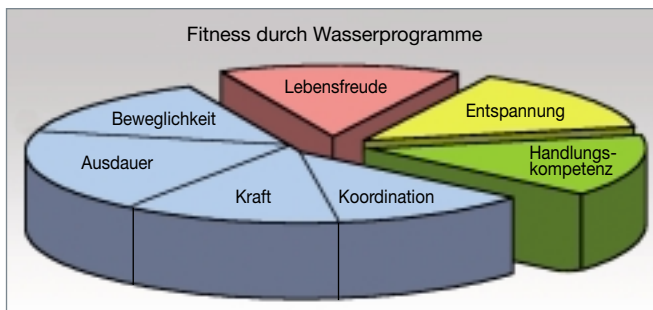 Fitness durch Wasserprogramme
Lebensfreude
Beweglichkeit
Entspannung
Ausdauer
Handlungs-
kompetenz
Kraft
Koordination